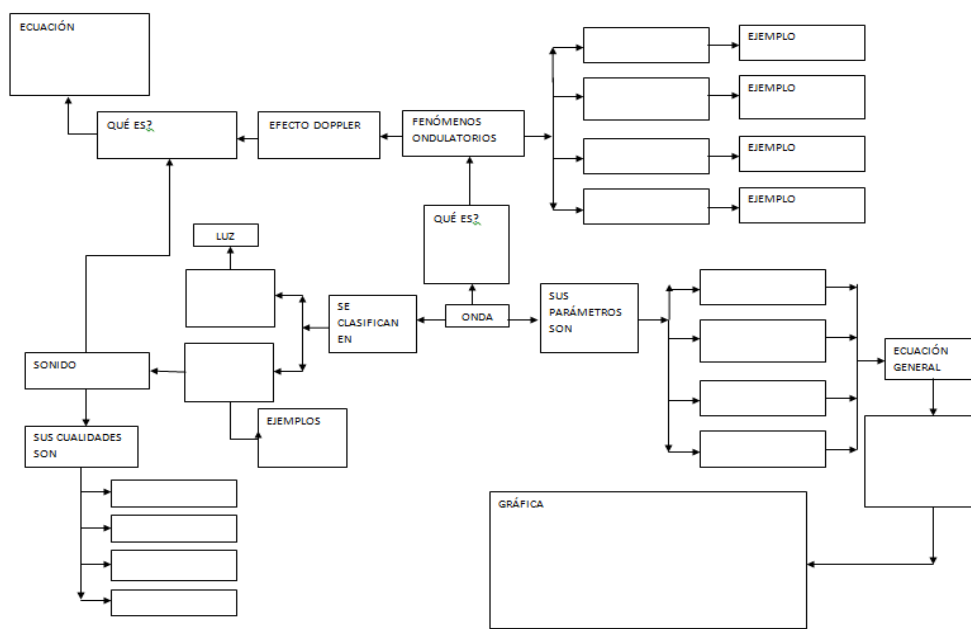 ECUACIÓN
EJEMPLO
EJEMPLO
QUÉ ES?
EFECTO DOPPLER
FENÓMENOS
ONDULATORIOS
EJEMPLO
EJEMPLO
QUÉ ES?
LUZ
SE
CLASIFICAN
EN
ONDA
SUS
PARÁMETROS
SON
SONIDO
ECUACIÓN
GENERAL
EJEMPLOS
SUS CUALIDADES
SON
GRÁFICA